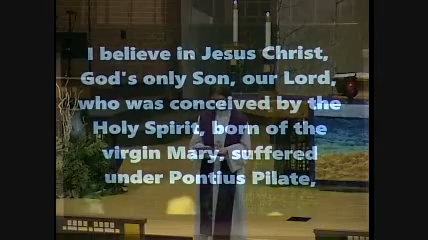 I believe in Jesus Christ,
God's only Son, our Lord,
who was conceived by the
Holy Spirit, born of the
virgin Mary, suffered
under Pontius Pilate,